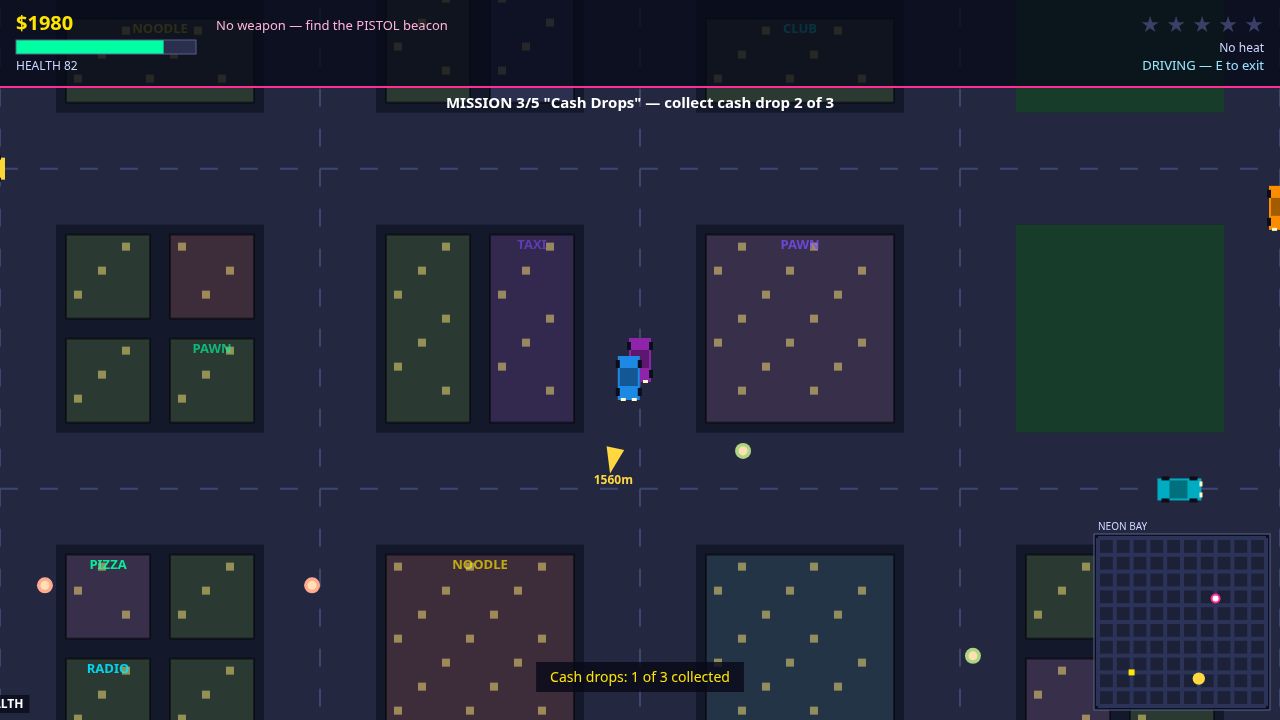 $1980
No weapon — find the PISTOL beacon
HEALTH 82
No heat
DRIVING — E to exit
NOODLE
CLUB
MISSION 3/5 "Cash Drops" — collect cash drop 2 of 3
TAXI
PAWN
PAWN
1560m
NEON BAY
PIZZA
NOODLE
RADIO
Cash drops: 1 of 3 collected
LTH